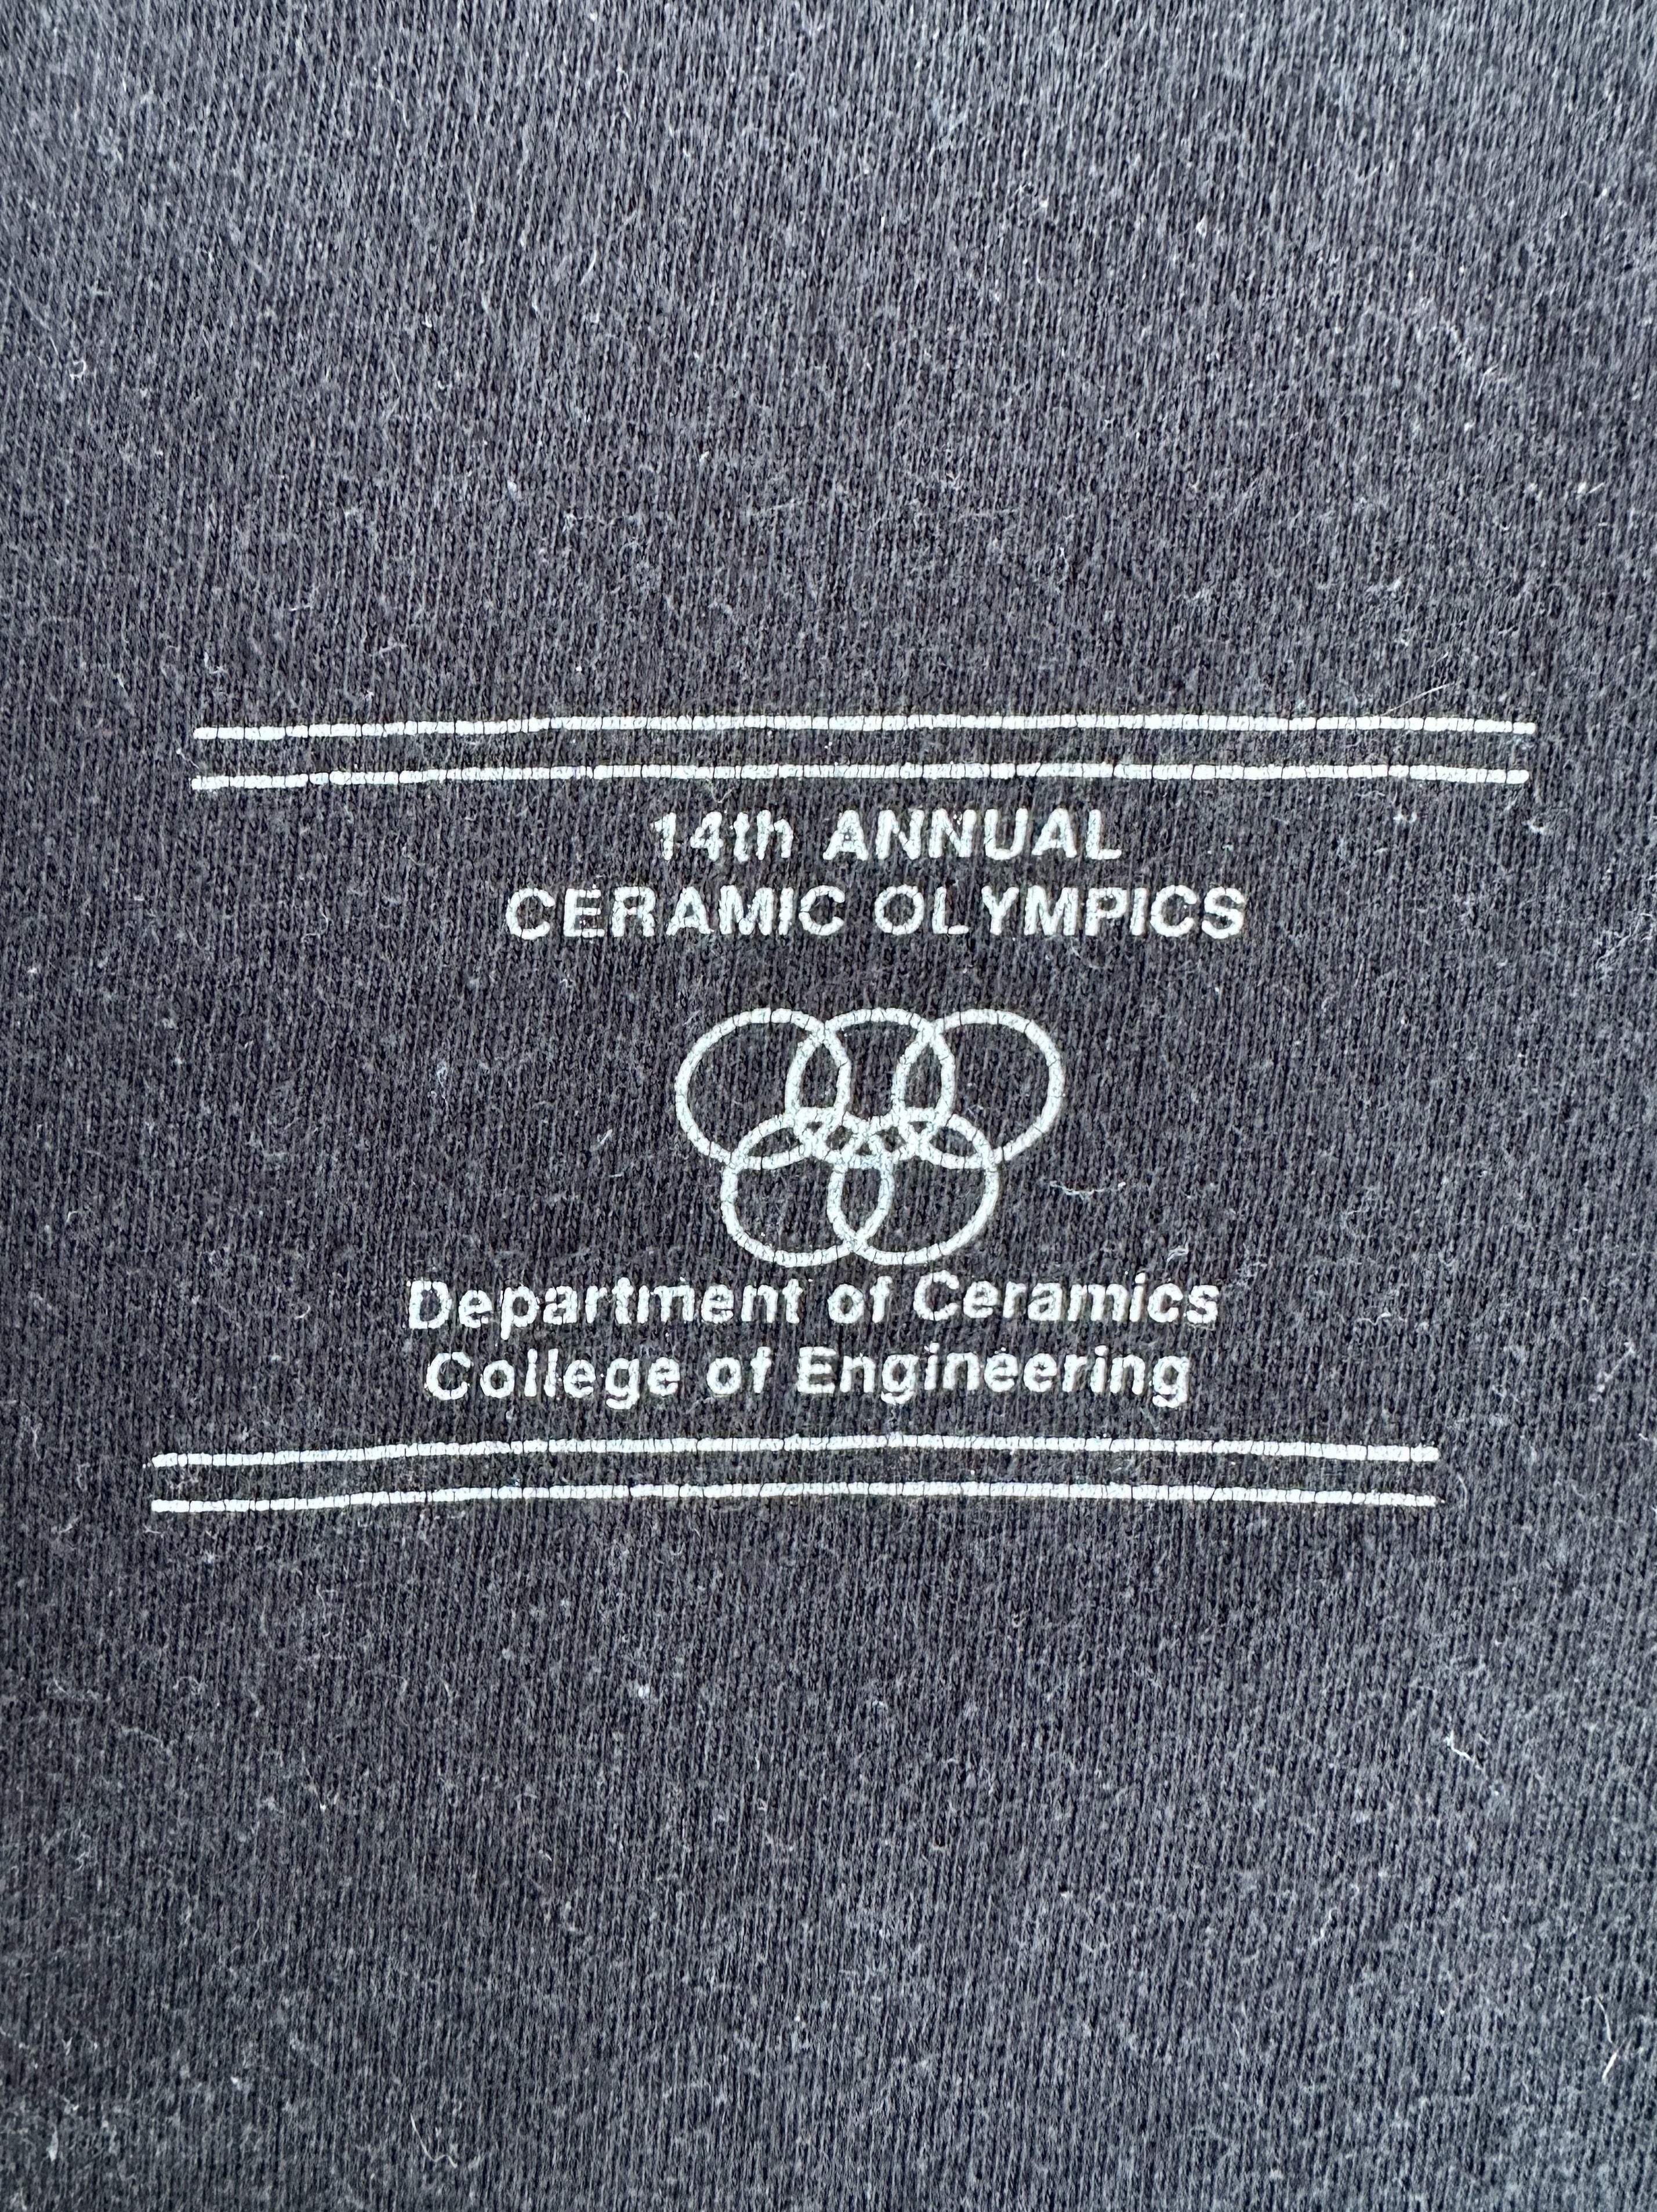 14th ANNUAL
CERAMIC OLYMPICS
Department of Ceramics
College of Engineering